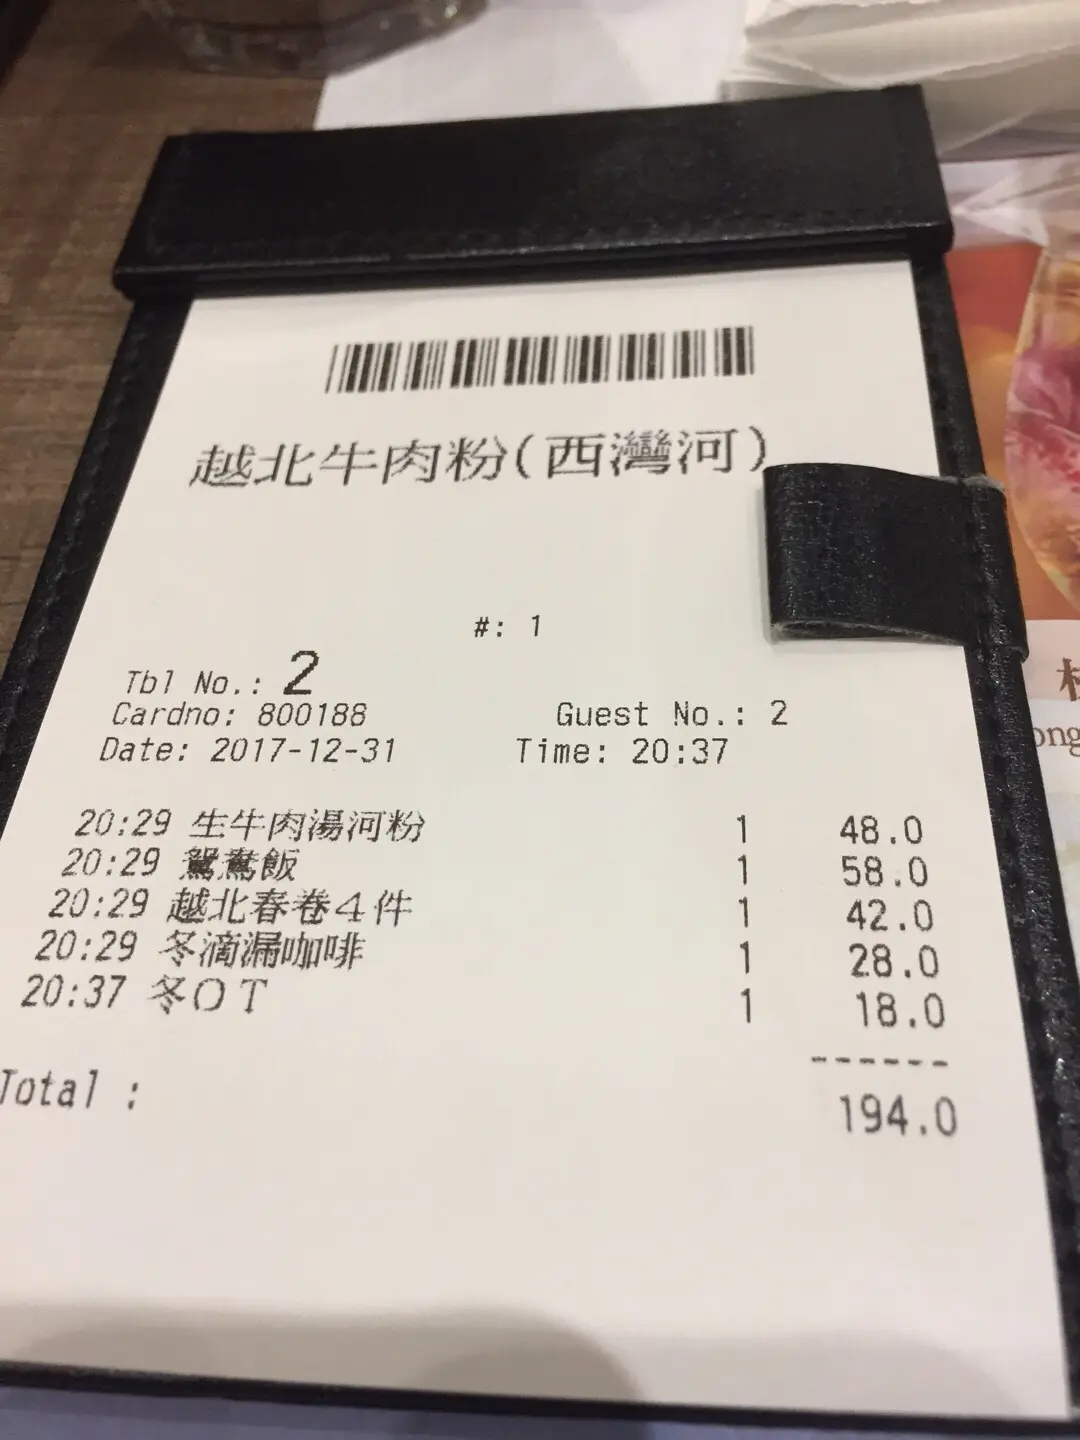 越北牛肉粉(西灣河)
#: 1
Tbl No.: 2
Cardno: 800188 Guest No.: 2
Date: 2017-12-31 Time: 20:37
20:29 生牛肉湯河粉 1 48.0
20:29 鴛鴦飯 1 58.0
20:29 越北春卷4件 1 42.0
20:29 冬滴漏咖啡 1 28.0
20:37 冬OT 1 18.0
------
Total : 194.0
ong